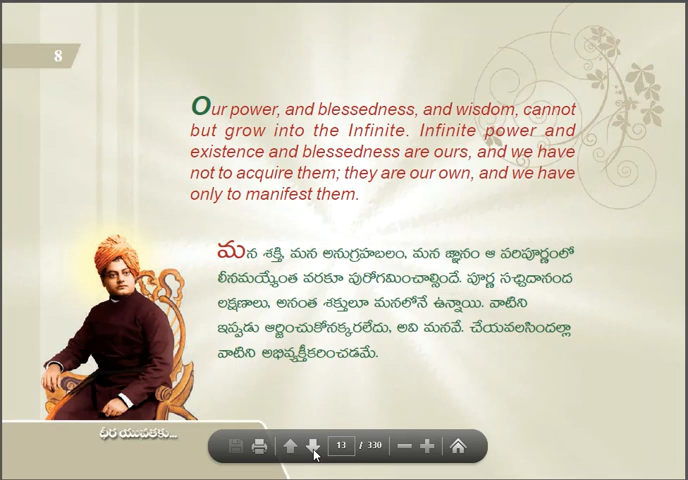 8
Our power, and blessedness, and wisdom, cannot
but grow into the Infinite. Infinite power and
existence and blessedness are ours, and we have
not to acquire them; they are our own, and we have
only to manifest them.
మన శక్తి, మన అనుగ్రహబలం, మన జ్ఞానం ఆ పరిపూర్ణంలో
లీనమయ్యేంత వరకూ పురోగమించాల్సిందే. పూర్ణ సచ్చిదానంద
లక్షణాలు, అనంత శక్తులూ మనలోనే ఉన్నాయి. వాటిని
ఇప్పుడు ఆర్జించుకోనక్కరలేదు, అవి మనవే. చేయవలసిందల్లా
వాటిని అభివ్యక్తీకరించడమే.
ధీర యువతకు...
13 / 330